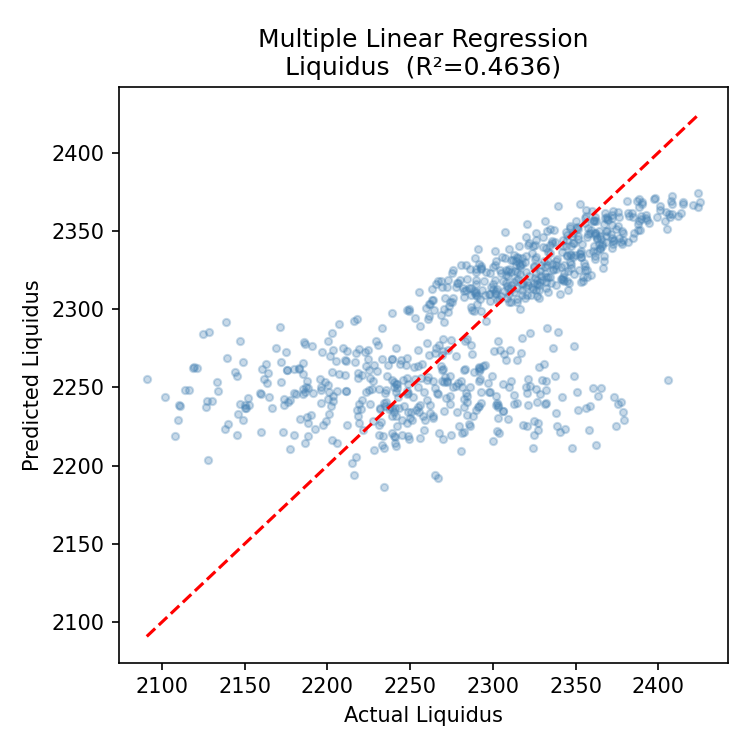 Multiple Linear Regression
Liquidus (R²=0.4636)
Predicted Liquidus
2400
2350
2300
2250
2200
2150
2100
2100 2150 2200 2250 2300 2350 2400
Actual Liquidus